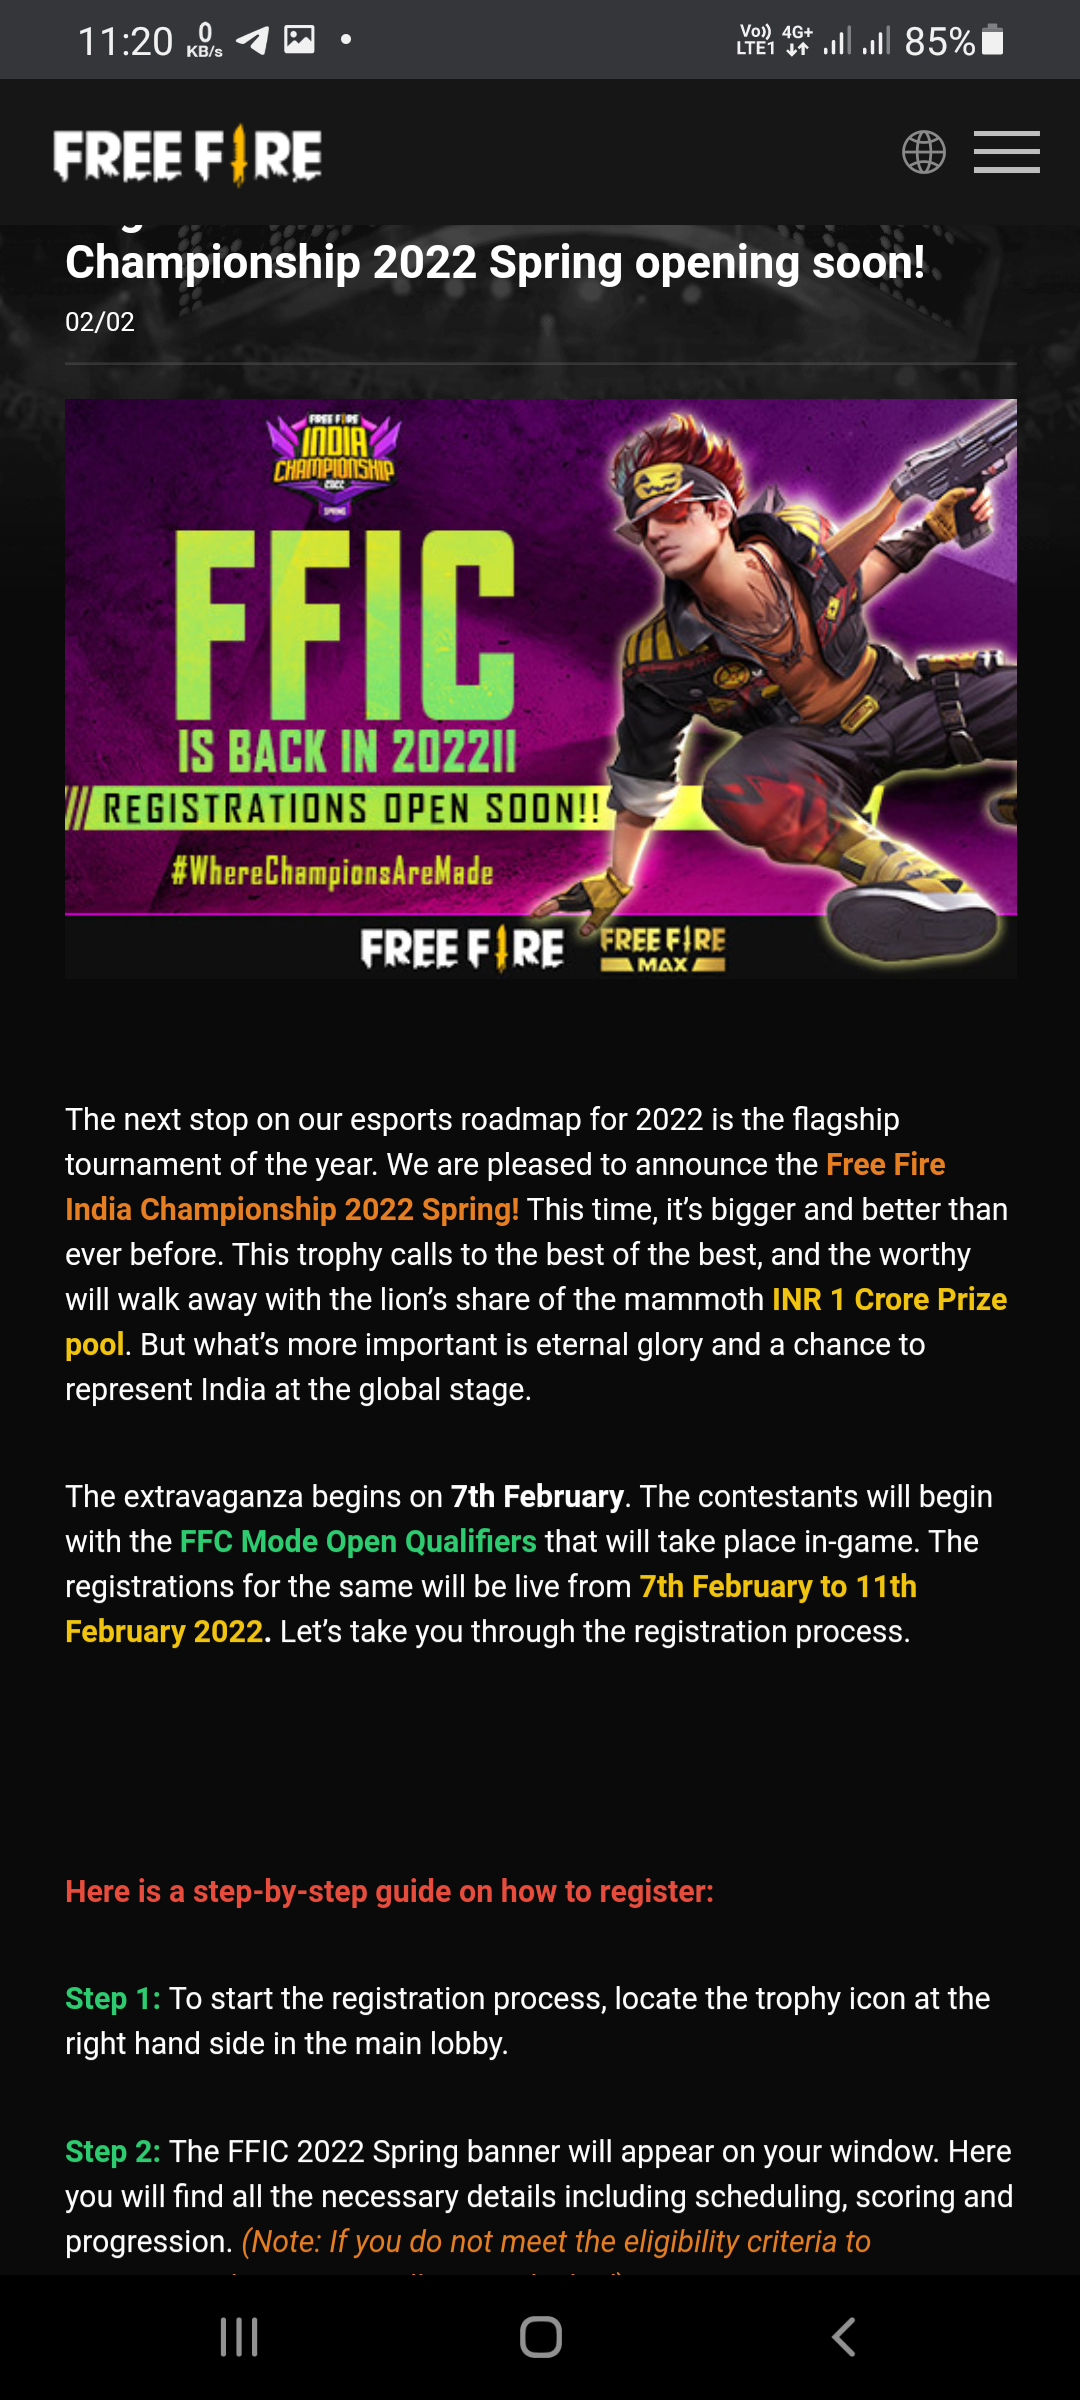 11:20 0 KB/s Vo)) LTE1 4G+ 85%
FREE FIRE
Championship 2022 Spring opening soon!
02/02
FREE FIRE
INDIA
CHAMPIONSHIP
2022
SPRING
FFIC
IS BACK IN 2022!!
REGISTRATIONS OPEN SOON!!
#WhereChampionsAreMade
FREE FIRE FREE FIRE
MAX
The next stop on our esports roadmap for 2022 is the flagship
tournament of the year. We are pleased to announce the Free Fire
India Championship 2022 Spring! This time, it’s bigger and better than
ever before. This trophy calls to the best of the best, and the worthy
will walk away with the lion’s share of the mammoth INR 1 Crore Prize
pool. But what’s more important is eternal glory and a chance to
represent India at the global stage.
The extravaganza begins on 7th February. The contestants will begin
with the FFC Mode Open Qualifiers that will take place in-game. The
registrations for the same will be live from 7th February to 11th
February 2022. Let’s take you through the registration process.
Here is a step-by-step guide on how to register:
Step 1: To start the registration process, locate the trophy icon at the
right hand side in the main lobby.
Step 2: The FFIC 2022 Spring banner will appear on your window. Here
you will find all the necessary details including scheduling, scoring and
progression. (Note: If you do not meet the eligibility criteria to